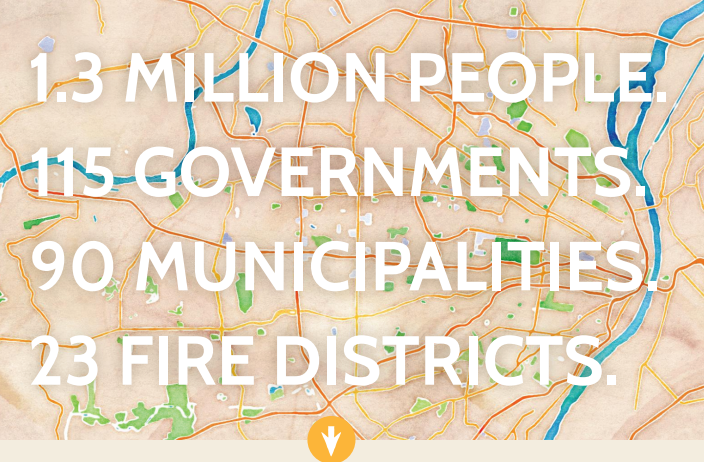 1.3 MILLION PEOPLE.
115 GOVERNMENTS.
90 MUNICIPALITIES.
23 FIRE DISTRICTS.